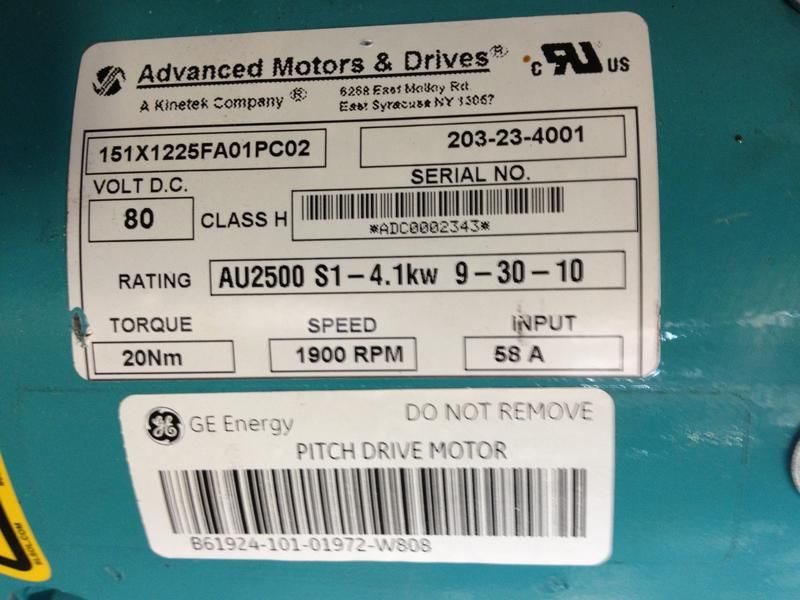 Advanced Motors & Drives®
A Kinetek Company ®
6268 East Molloy Rd.
East Syracuse NY 13067
c RU US
151X1225FA01PC02
203-23-4001
VOLT D.C.
SERIAL NO.
80
CLASS H
*ADC0002343*
RATING
AU2500 S1-4.1kw 9-30-10
TORQUE
SPEED
INPUT
20Nm
1900 RPM
58 A
GE Energy
DO NOT REMOVE
PITCH DRIVE MOTOR
B61924-101-01972-W808